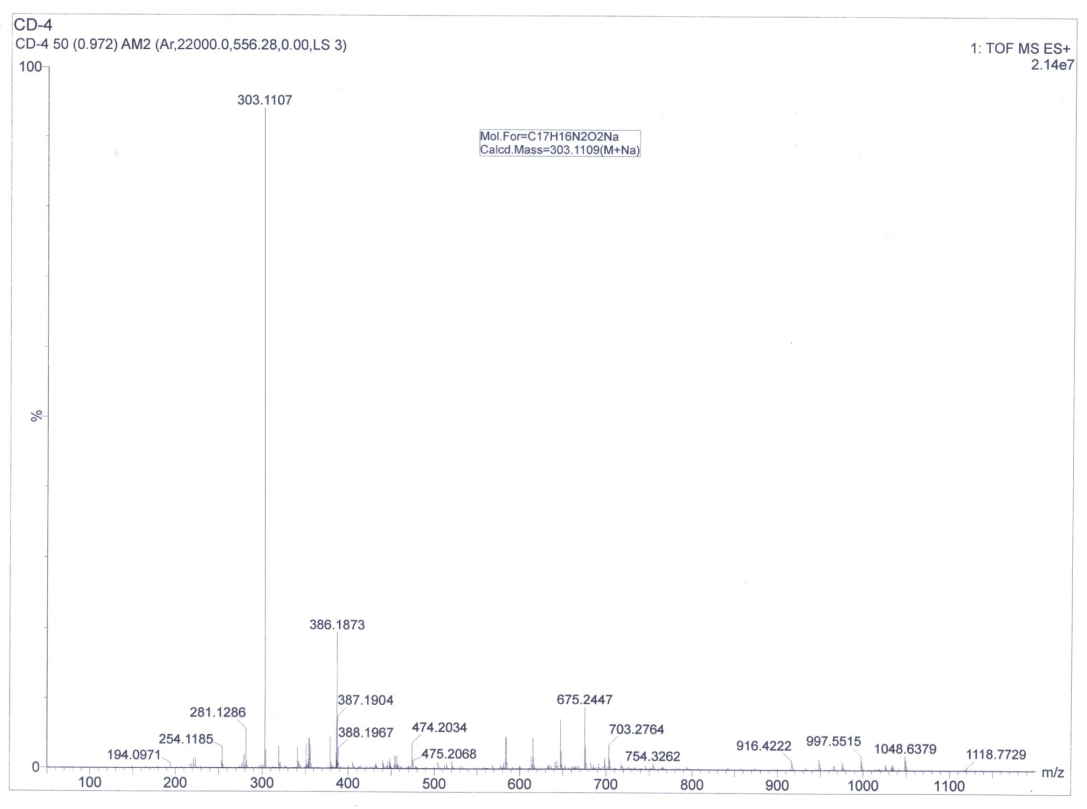 CD-4
CD-4 50 (0.972) AM2 (Ar,22000.0,556.28,0.00,LS 3)
1: TOF MS ES+
2.14e7
100
303.1107
Mol.For=C17H16N2O2Na
Calcd.Mass=303.1109(M+Na)
%
386.1873
387.1904
675.2447
281.1286
474.2034
388.1967
703.2764
254.1185
997.5515
916.4222
1048.6379
194.0971
475.2068
754.3262
1118.7729
0
m/z
100 200 300 400 500 600 700 800 900 1000 1100